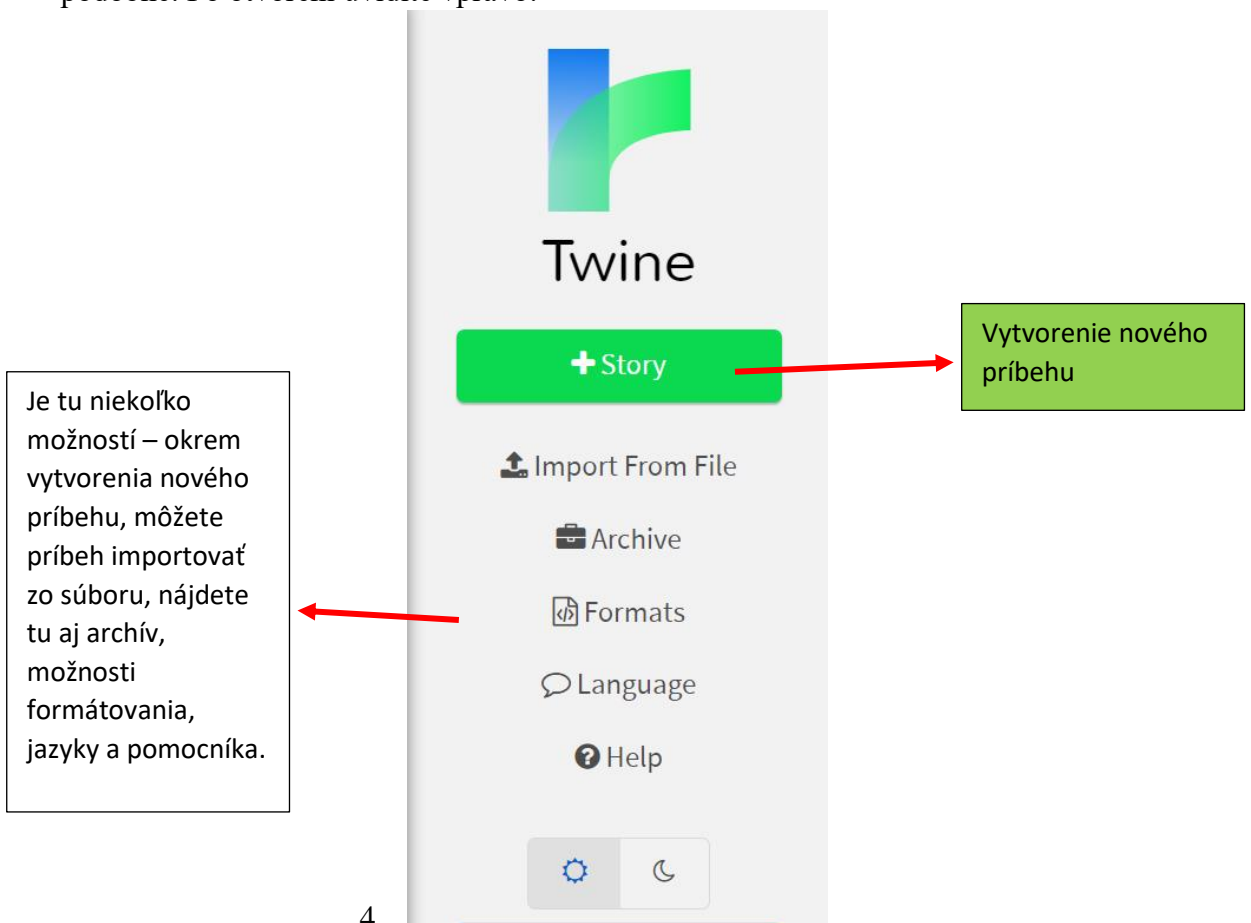 Twine
+ Story
Vytvorenie nového
príbehu
Je tu niekoľko
možností – okrem
vytvorenia nového
príbehu, môžete
príbeh importovať
zo súboru, nájdete
tu aj archív,
možnosti
formátovania,
jazyky a pomocníka.
Import From File
Archive
Formats
Language
Help
4